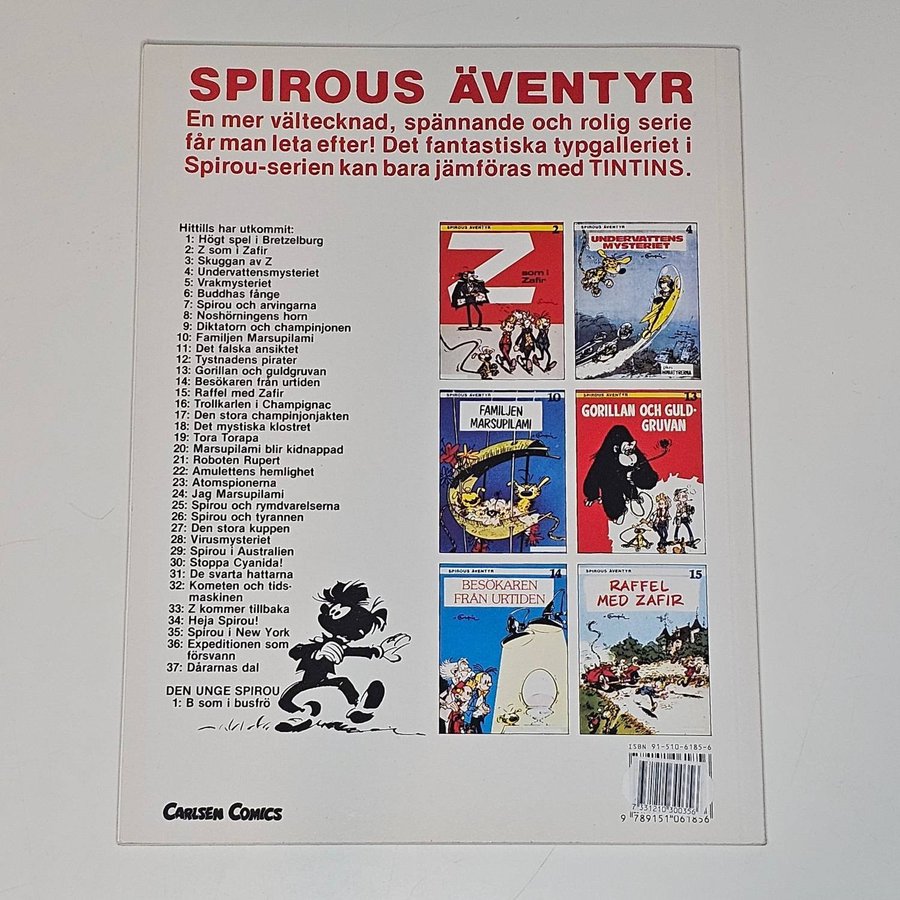 SPIROUS ÄVENTYR
En mer vältecknad, spännande och rolig serie
får man leta efter! Det fantastiska typgalleriet i
Spirou-serien kan bara jämföras med TINTINS.
Hittills har utkommit:
1: Högt spel i Bretzelburg
2: Z som i Zafir
3: Skuggan av Z
4: Undervattensmysteriet
5: Vrakmysteriet
6: Buddhas fånge
7: Spirou och arvingarna
8: Noshörningens horn
9: Diktatorn och champinjonen
10: Familjen Marsupilami
11: Det falska ansiktet
12: Tystnadens pirater
13: Gorillan och guldgruvan
14: Besökaren från urtiden
15: Raffel med Zafir
16: Trollkarlen i Champignac
17: Den stora champinjonjakten
18: Det mystiska klostret
19: Tora Torapa
20: Marsupilami blir kidnappad
21: Roboten Rupert
22: Amulettens hemlighet
23: Atomspionerna
24: Jag Marsupilami
25: Spirou och rymdvarelserna
26: Spirou och tyrannen
27: Den stora kuppen
28: Virusmysteriet
29: Spirou i Australien
30: Stoppa Cyanida!
31: De svarta hattarna
32: Kometen och tids-
maskinen
33: Z kommer tillbaka
34: Heja Spirou!
35: Spirou i New York
36: Expeditionen som
försvann
37: Dårarnas dal
DEN UNGE SPIROU
1: B som i busfrö
SPIROUS ÄVENTYR 2
Z
som i
Zafir
SPIROUS ÄVENTYR 4
UNDERVATTENS
MYSTERIET
SPIROUS ÄVENTYR 10
FAMILJEN
MARSUPILAMI
SPIROUS ÄVENTYR 13
GORILLAN OCH GULD-
GRUVAN
SPIROUS ÄVENTYR 14
BESÖKAREN
FRÅN URTIDEN
SPIROUS ÄVENTYR 15
RAFFEL
MED ZAFIR
ISBN 91-510-6185-6
7 331210 300356
9 789151 061856
CARLSEN COMICS